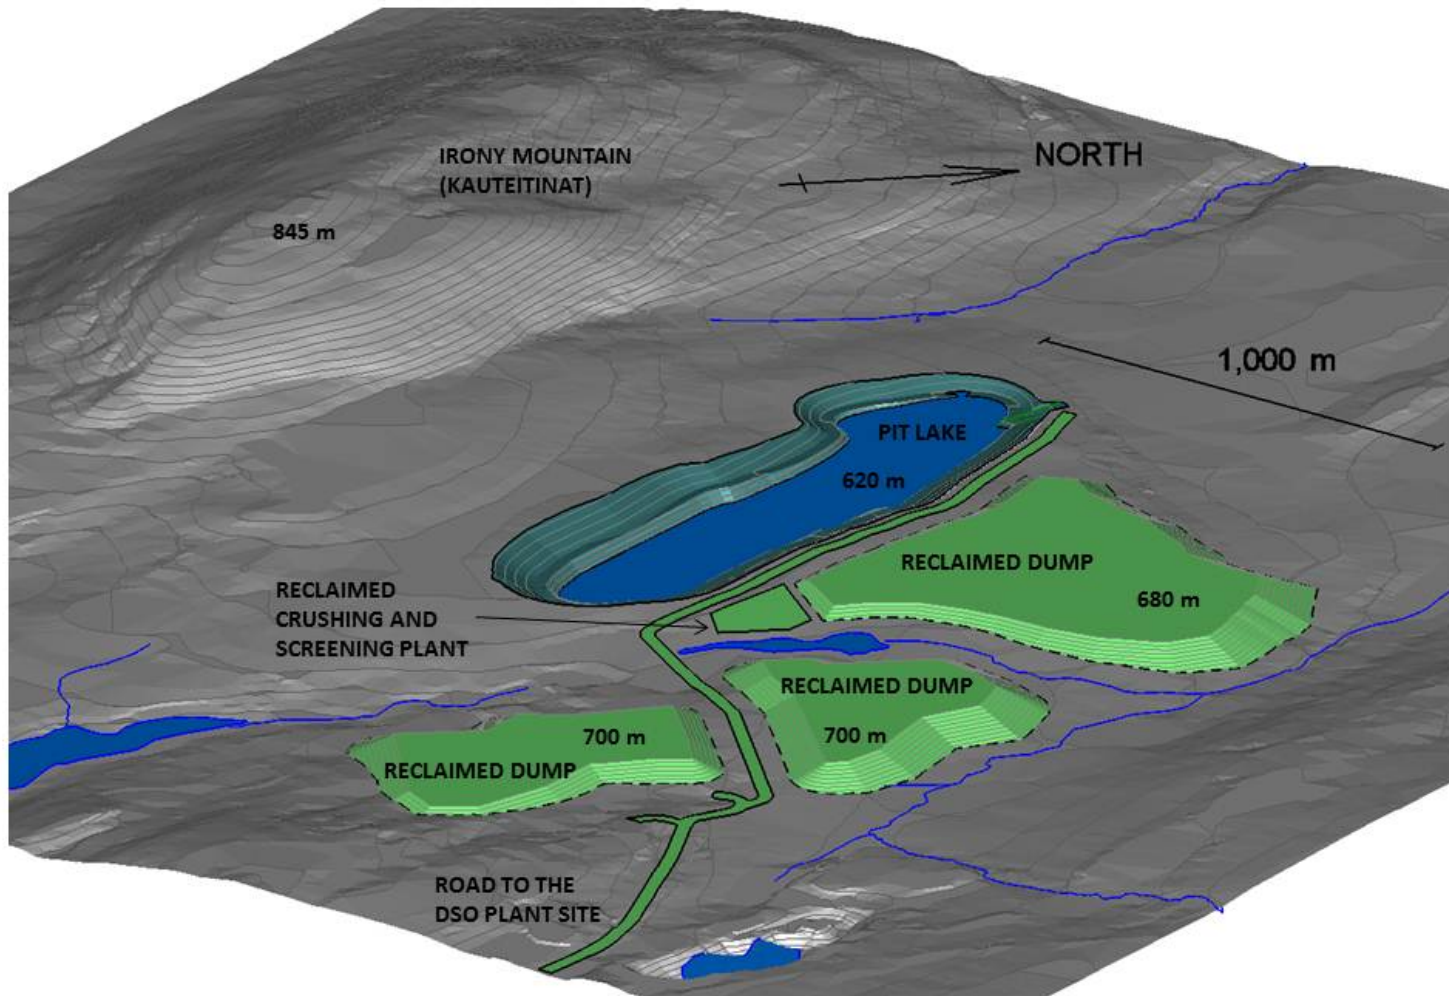 IRONY MOUNTAIN
(KAUTEITINAT)
NORTH
845 m
1,000 m
PIT LAKE
620 m
RECLAIMED DUMP
680 m
RECLAIMED
CRUSHING AND
SCREENING PLANT
RECLAIMED DUMP
700 m
700 m
RECLAIMED DUMP
ROAD TO THE
DSO PLANT SITE